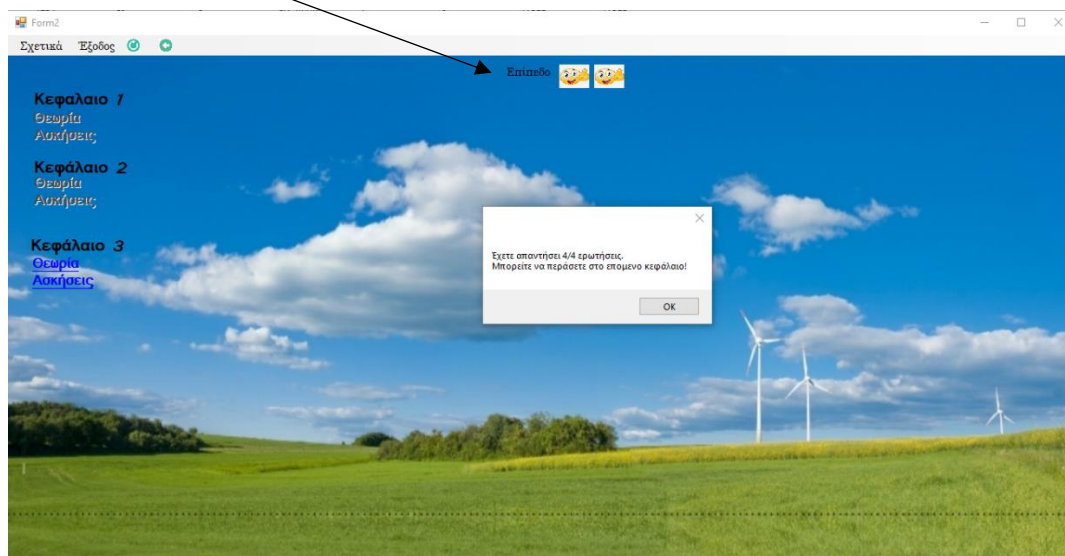 Form2
Σχετικά Έξοδος
Επίπεδο
Κεφαλαιο 1
Θεωρία
Ασκήσεις
Κεφάλαιο 2
Θεωρία
Ασκήσεις
Κεφάλαιο 3
Θεωρία
Ασκήσεις
Έχετε απαντήσει 4/4 ερωτήσεις.
Μπορείτε να περάσετε στο επομενο κεφάλαιο!
OK